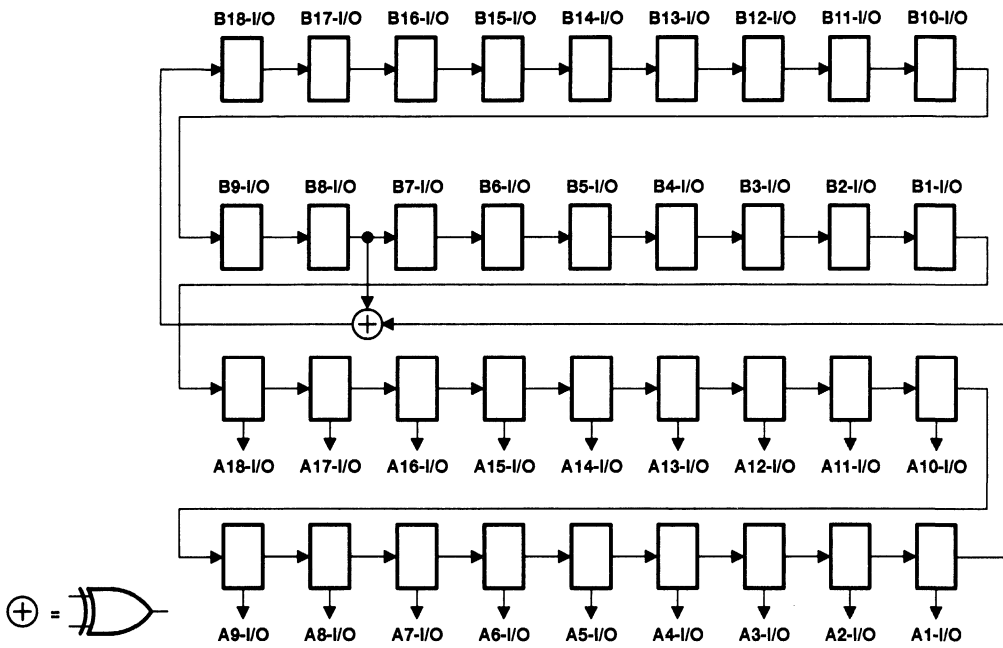 B18-I/O B17-I/O B16-I/O B15-I/O B14-I/O B13-I/O B12-I/O B11-I/O B10-I/O
B9-I/O B8-I/O B7-I/O B6-I/O B5-I/O B4-I/O B3-I/O B2-I/O B1-I/O
+
A18-I/O A17-I/O A16-I/O A15-I/O A14-I/O A13-I/O A12-I/O A11-I/O A10-I/O
+ =
A9-I/O A8-I/O A7-I/O A6-I/O A5-I/O A4-I/O A3-I/O A2-I/O A1-I/O